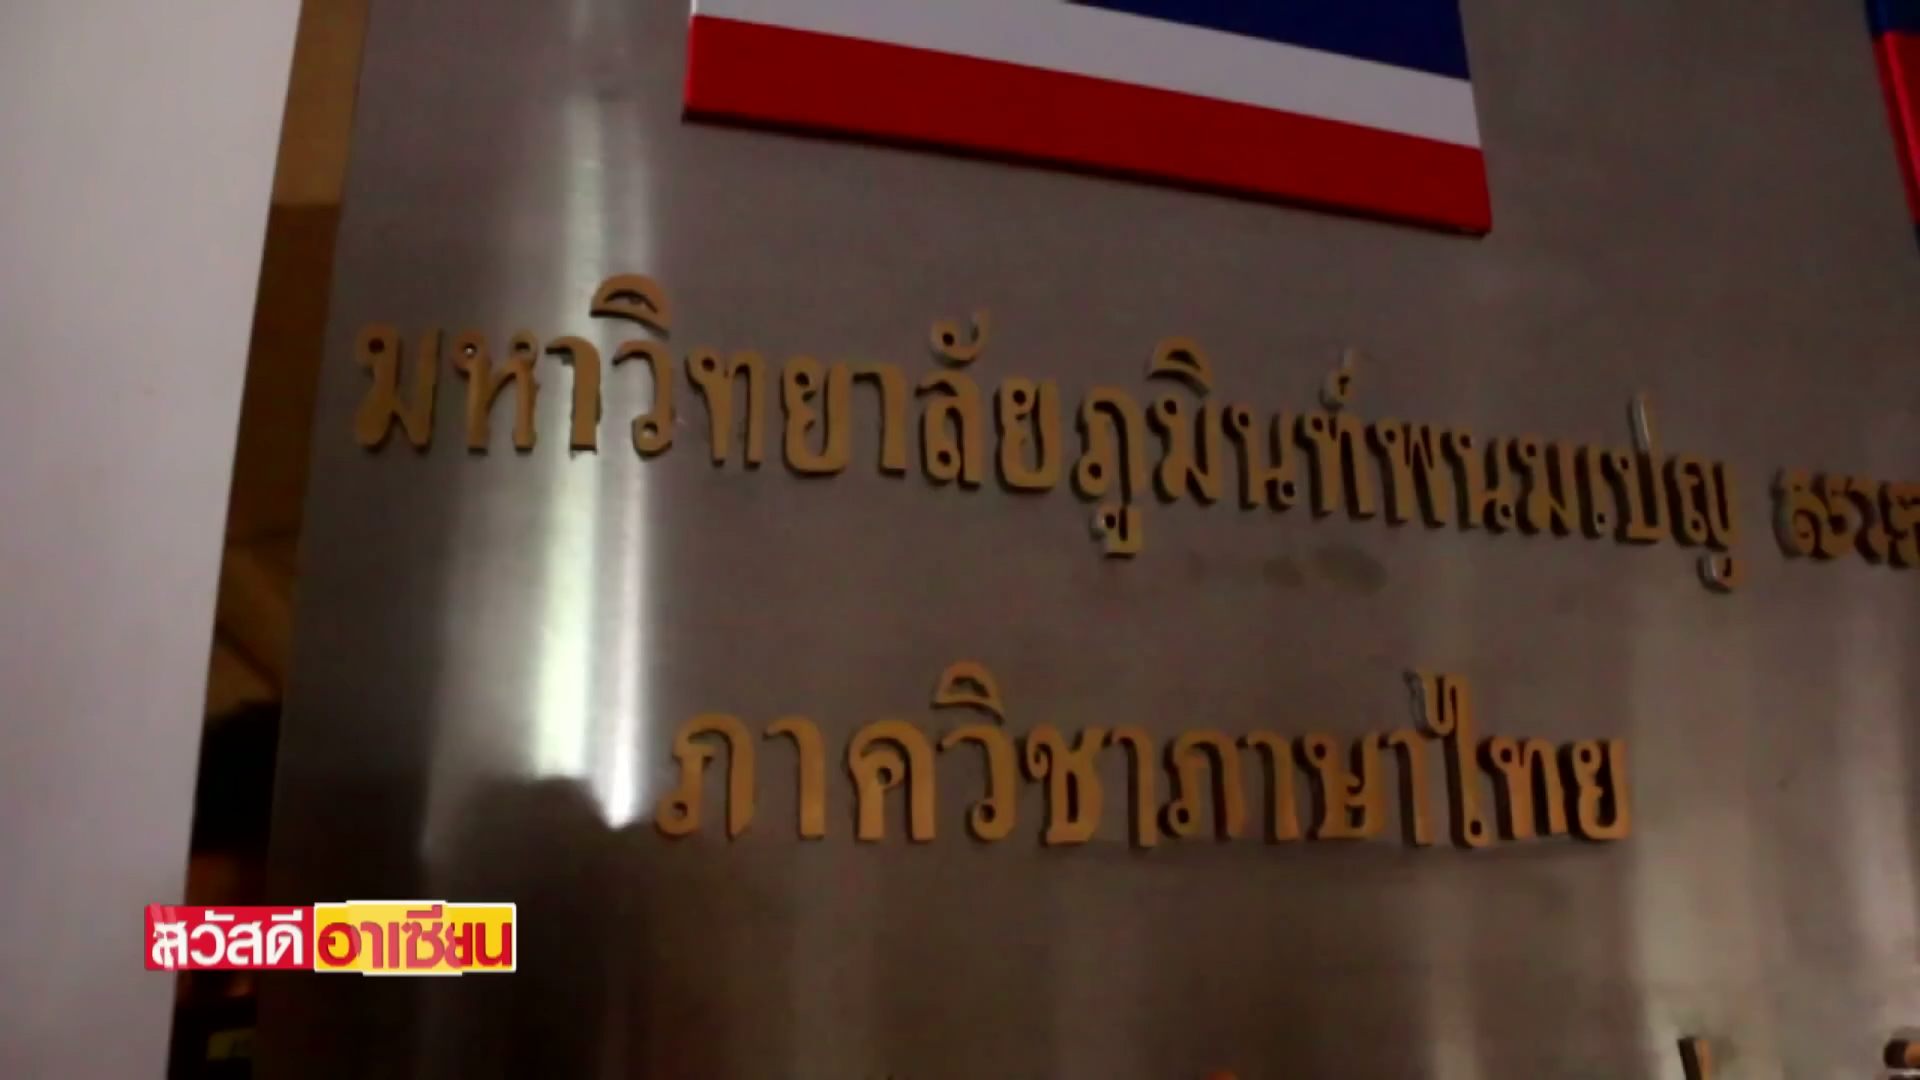 มหาวิทยาลัยภูมินท์พนมเปญ
ภาควิชาภาษาไทย
สวัสดี อาเซียน